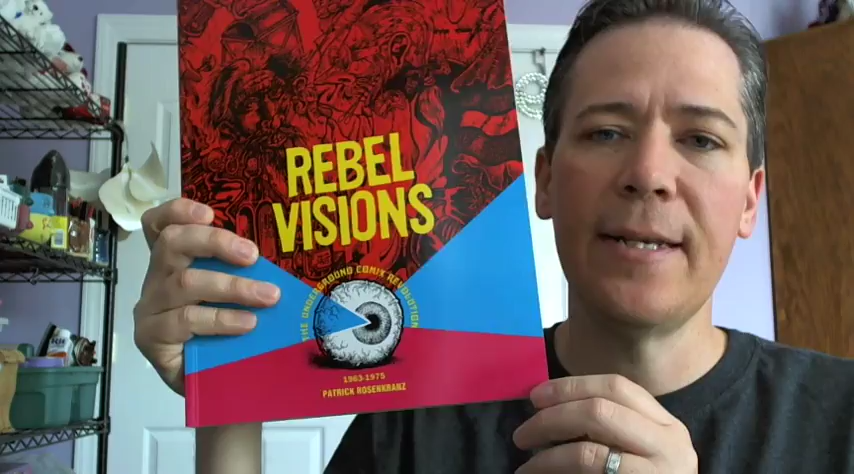 REBEL
VISIONS
THE UNDERGROUND COMIX REVOLUTION
1963-1975
PATRICK ROSENKRANZ